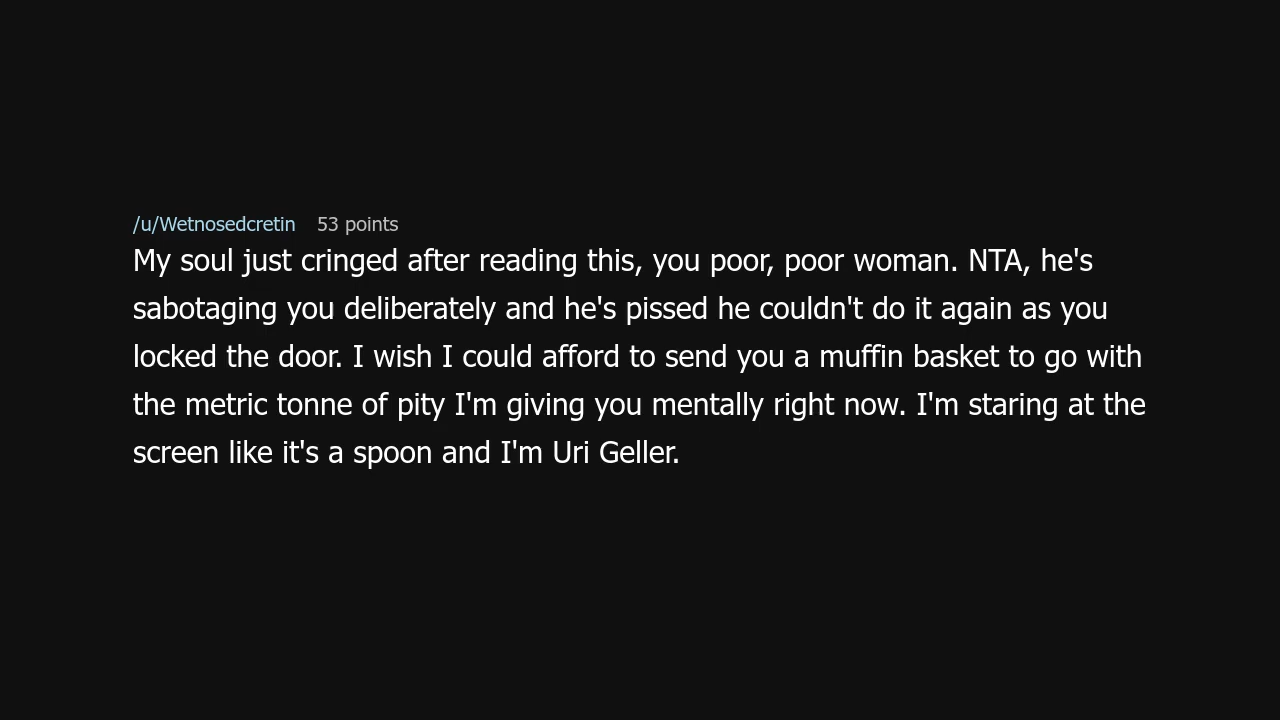 /u/Wetnosedcretin 53 points
My soul just cringed after reading this, you poor, poor woman. NTA, he's
sabotaging you deliberately and he's pissed he couldn't do it again as you
locked the door. I wish I could afford to send you a muffin basket to go with
the metric tonne of pity I'm giving you mentally right now. I'm staring at the
screen like it's a spoon and I'm Uri Geller.